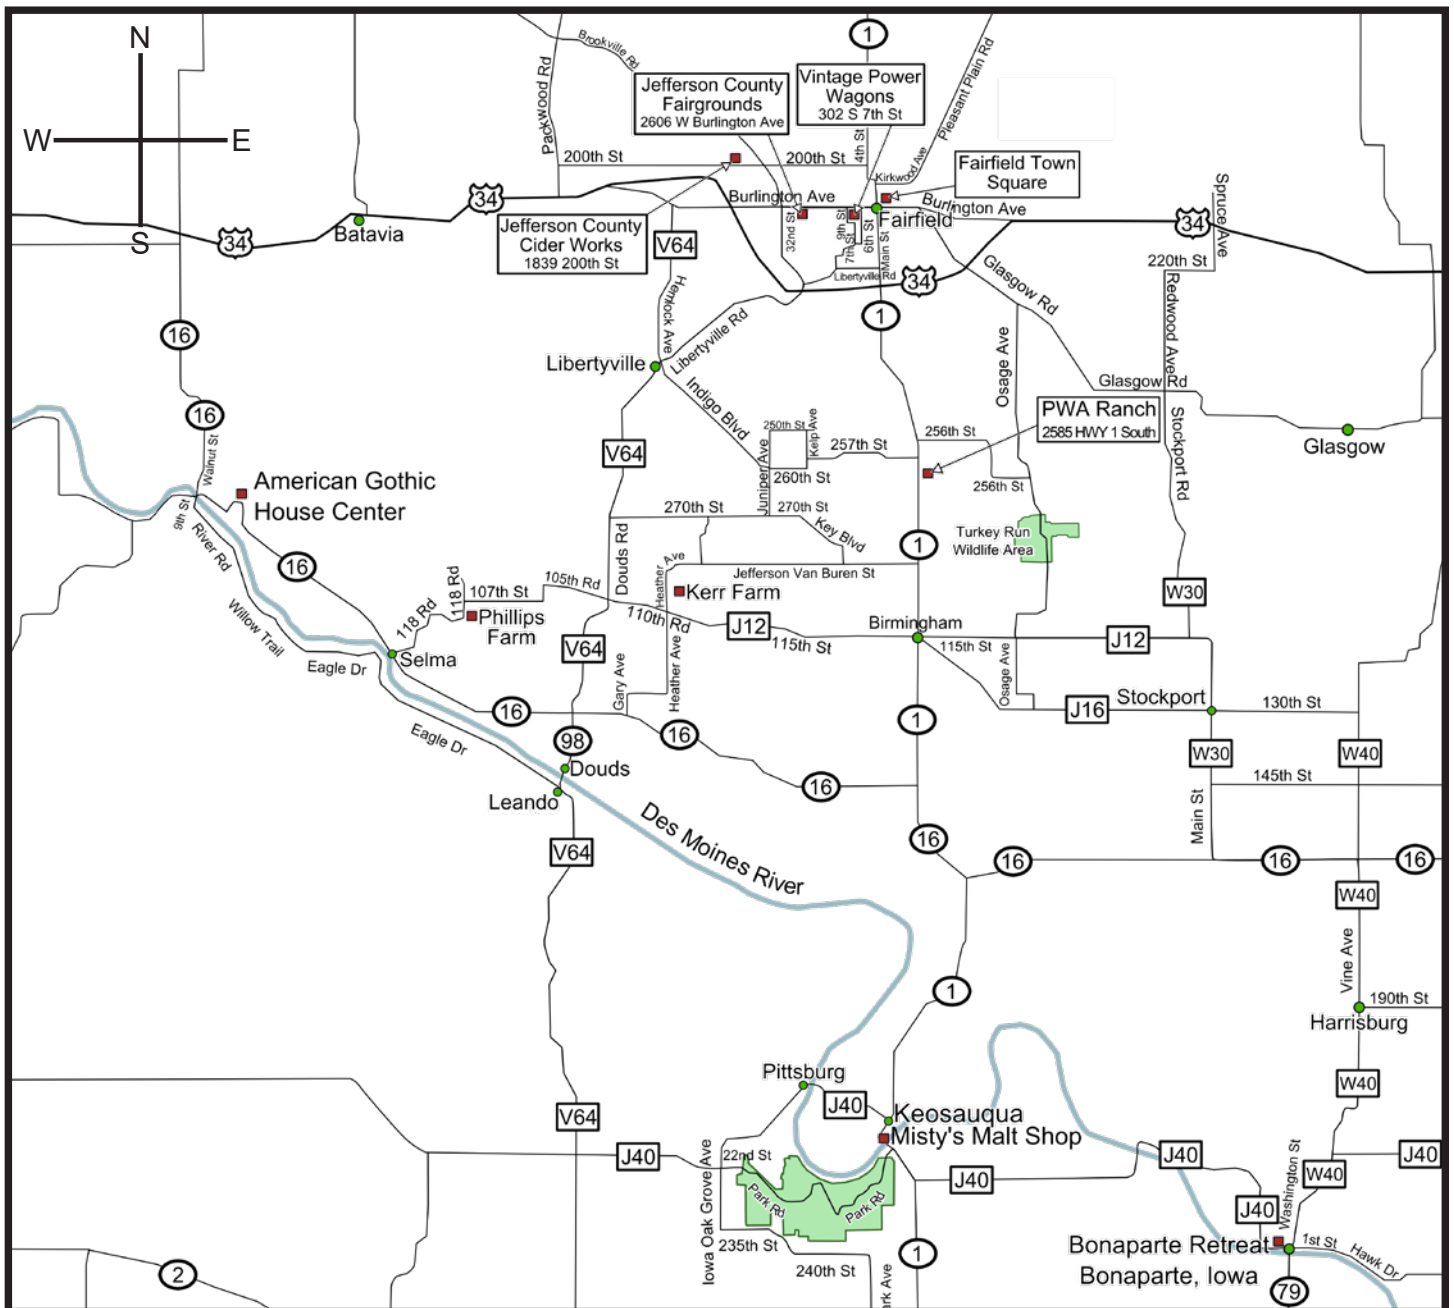 N
W
E
S
1
Brookville Rd
Packwood Rd
Pleasant Plain Rd
Jefferson County
Fairgrounds
2606 W Burlington Ave
Vintage Power
Wagons
302 S 7th St
4th St
200th St
200th St
Kirkwood Ave
Fairfield Town
Square
34
Burlington Ave
Burlington Ave
Spruce Ave
34
Batavia
34
Jefferson County
Cider Works
1839 200th St
V64
32nd St
9th St
7th St
6th St
Main St
Fairfield
Libertyville Rd
34
220th St
Glasgow Rd
Redwood Ave
Hemlock Ave
1
16
Libertyville Rd
Libertyville
Osage Ave
Glasgow Rd
Indigo Blvd
16
Walnut St
PWA Ranch
2585 HWY 1 South
250th St
Kelp Ave
256th St
257th St
Stockport Rd
Glasgow
V64
Juniper Ave
260th St
256th St
American Gothic
House Center
9th St
River Rd
270th St
270th St
Key Blvd
Turkey Run
Wildlife Area
1
Douds Rd
16
Heather Ave
Jefferson Van Buren St
118 Rd
107th St
105th Rd
Kerr Farm
W30
Willow Trail
118 Rd
Phillips
Farm
110th Rd
J12
115th St
Birmingham
J12
115th St
V64
Selma
Eagle Dr
Gary Ave
Heather Ave
Osage Ave
Stockport
130th St
16
J16
1
16
Eagle Dr
98
W30
W40
Douds
145th St
16
Leando
Main St
Des Moines River
16
V64
16
16
16
W40
Vine Ave
1
190th St
Harrisburg
Pittsburg
W40
J40
V64
Keosauqua
Misty's Malt Shop
J40
22nd St
Iowa Oak Grove Ave
J40
J40
J40
Washington St
W40
Park Rd
Park Rd
J40
235th St
240th St
1
Bonaparte Retreat
Bonaparte, Iowa
1st St
Hawk Dr
2
79